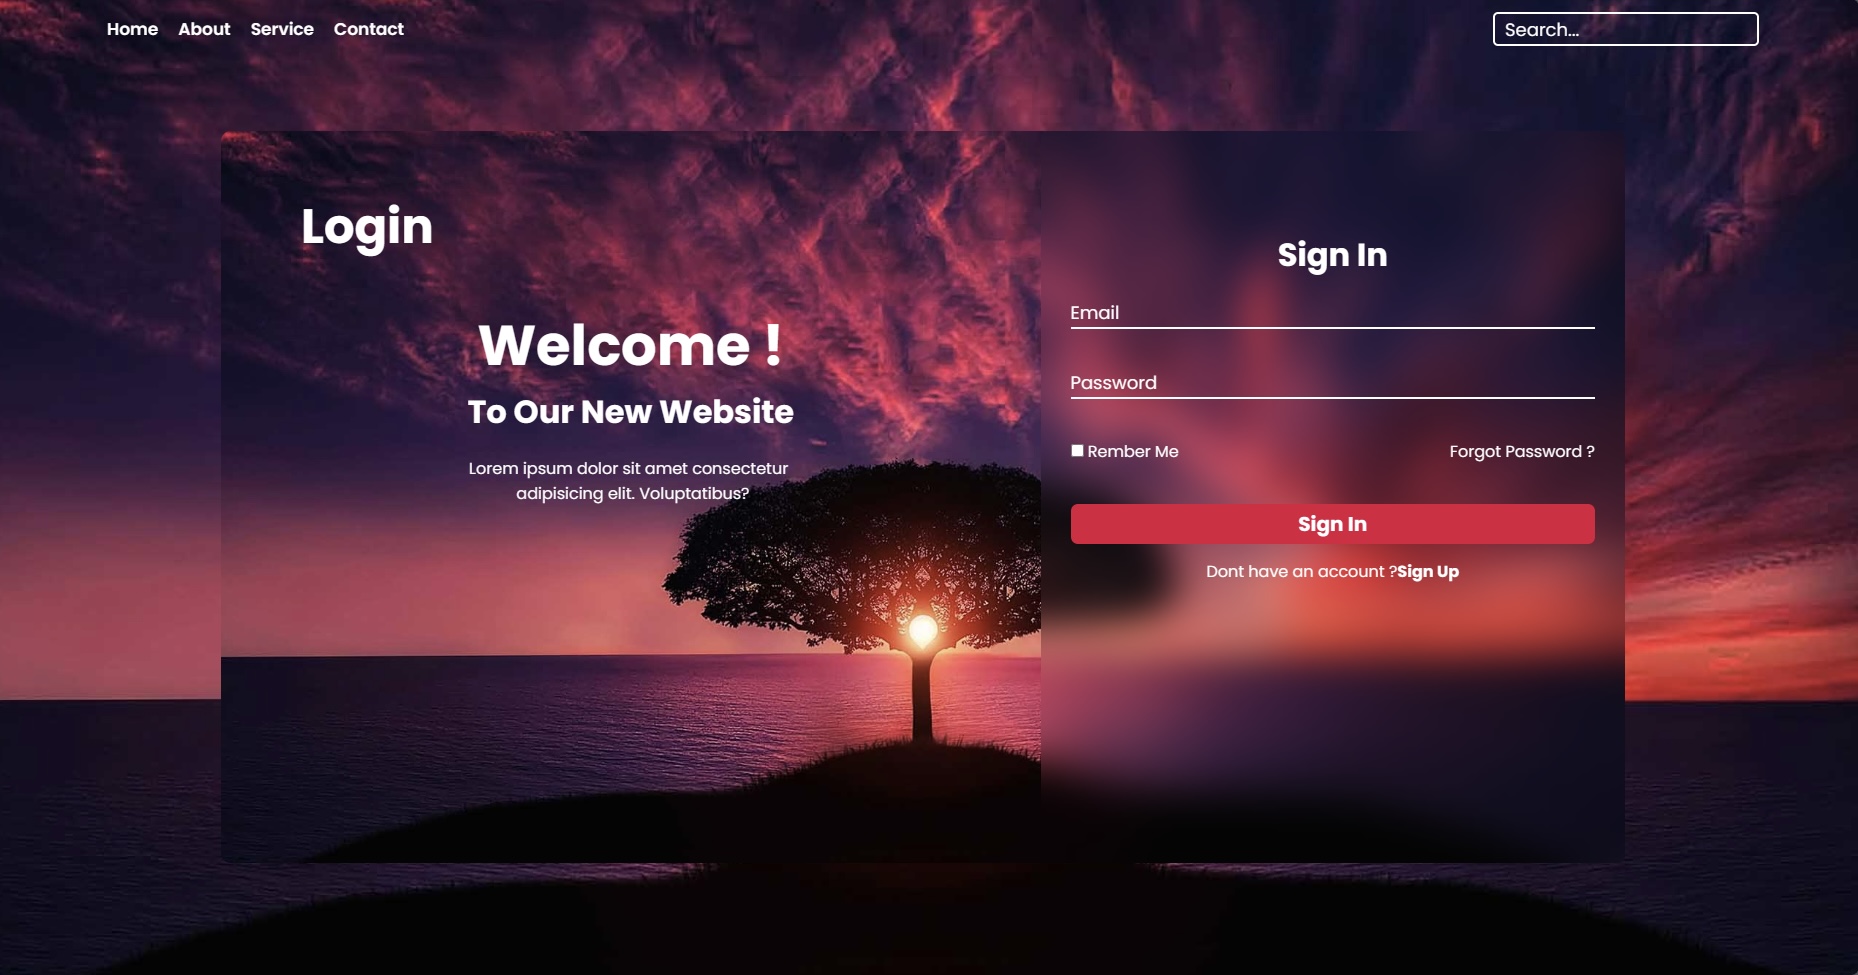 Home About Service Contact
Search...
Login
Welcome !
To Our New Website
Lorem ipsum dolor sit amet consectetur
adipisicing elit. Voluptatibus?
Sign In
Email
Password
Rember Me Forgot Password ?
Sign In
Dont have an account ?Sign Up